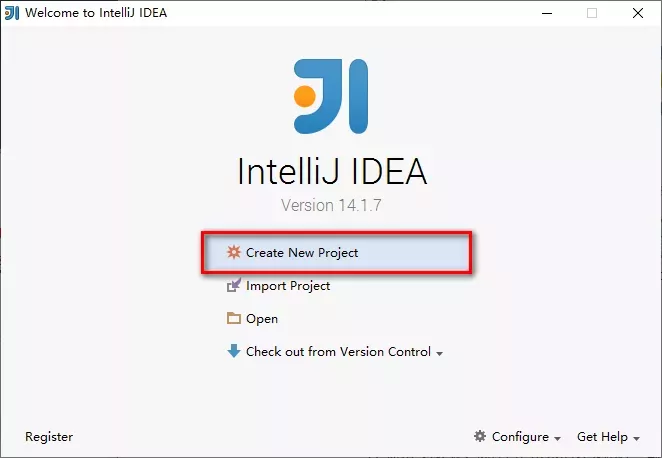 Welcome to IntelliJ IDEA
IntelliJ IDEA
Version 14.1.7
Create New Project
Import Project
Open
Check out from Version Control
Register
Configure
Get Help